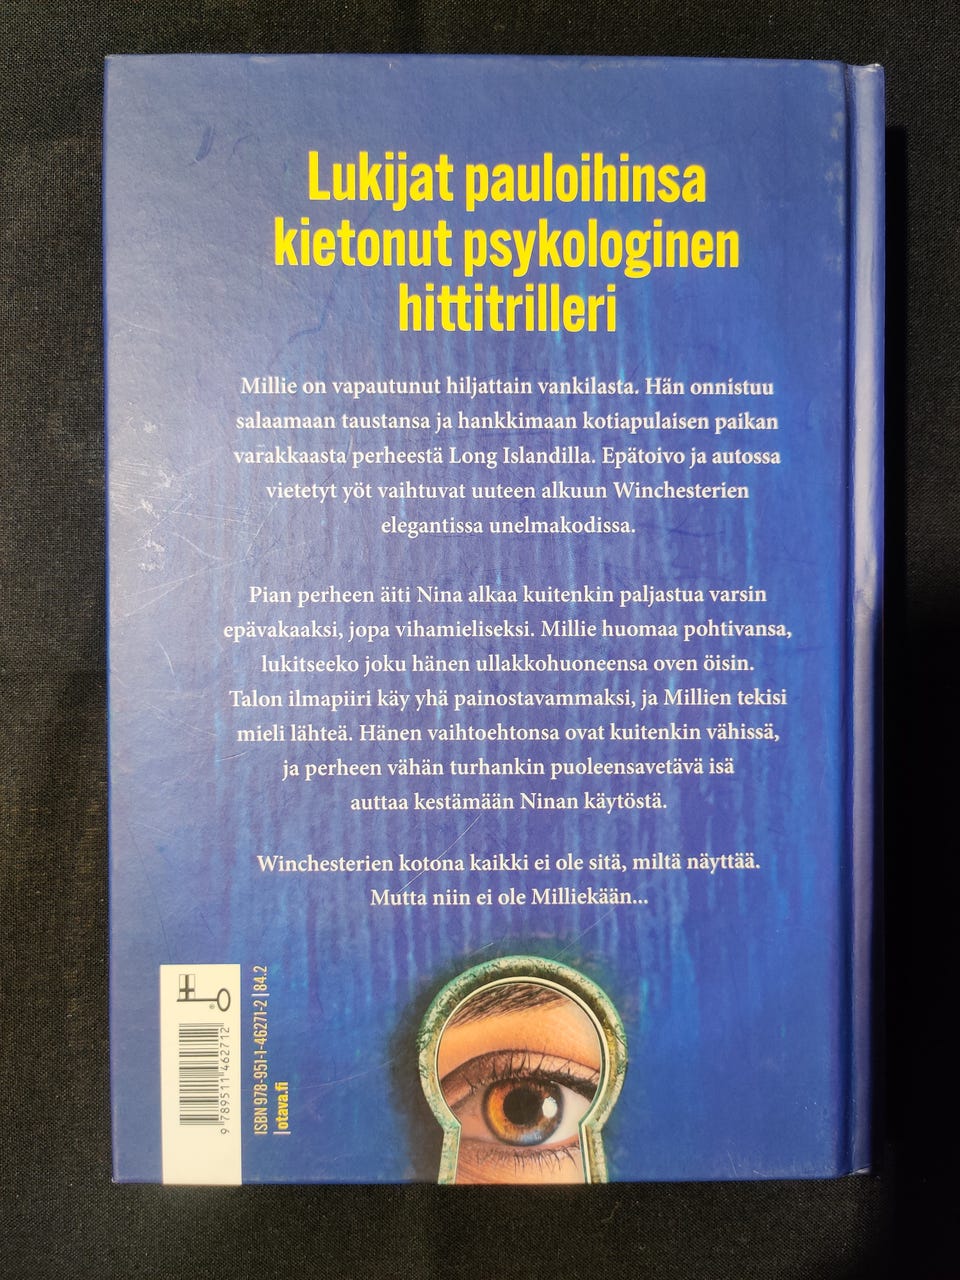 Lukijat pauloihinsa
kietonut psykologinen
hittitrilleri
Millie on vapautunut hiljattain vankilasta. Hän onnistuu
salaamaan taustansa ja hankkimaan kotiapulaisen paikan
varakkaasta perheestä Long Islandilla. Epätoivo ja autossa
vietetyt yöt vaihtuvat uuteen alkuun Winchesterien
elegantissa unelmakodissa.
Pian perheen äiti Nina alkaa kuitenkin paljastua varsin
epävakaaksi, jopa vihamieliseksi. Millie huomaa pohtivansa,
lukitseeko joku hänen ullakkohuoneensa oven öisin.
Talon ilmapiiri käy yhä painostavammaksi, ja Millien tekisi
mieli lähteä. Hänen vaihtoehtonsa ovat kuitenkin vähissä,
ja perheen vähän turhankin puoleensavetävä isä
auttaa kestämään Ninan käytöstä.
Winchesterien kotona kaikki ei ole sitä, miltä näyttää.
Mutta niin ei ole Milliekään...
9 789511 462712
ISBN 978-951-1-46271-2 | 84.2
|otava.fi